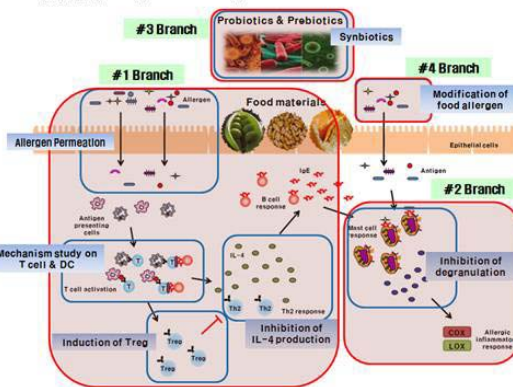 #3 Branch
Probiotics & Prebiotics
Synbiotics
#1 Branch
#4 Branch
Allergen
Modification of
food allergen
Food materials
Allergen Permeation
Epithelial cells
IgE
Antigen
B cell
response
#2 Branch
Antigen
presenting
cells
Mast cell
response
Mechanism study on
T cell & DC
IL-4
T
T
T
T
Inhibition of
degranulation
T cell activation
Th2
Th2
Th2 response
Inhibition of
IL-4 production
Induction of Treg
Treg
Treg
Treg
COX
LOX
Allergic
inflammatory
response